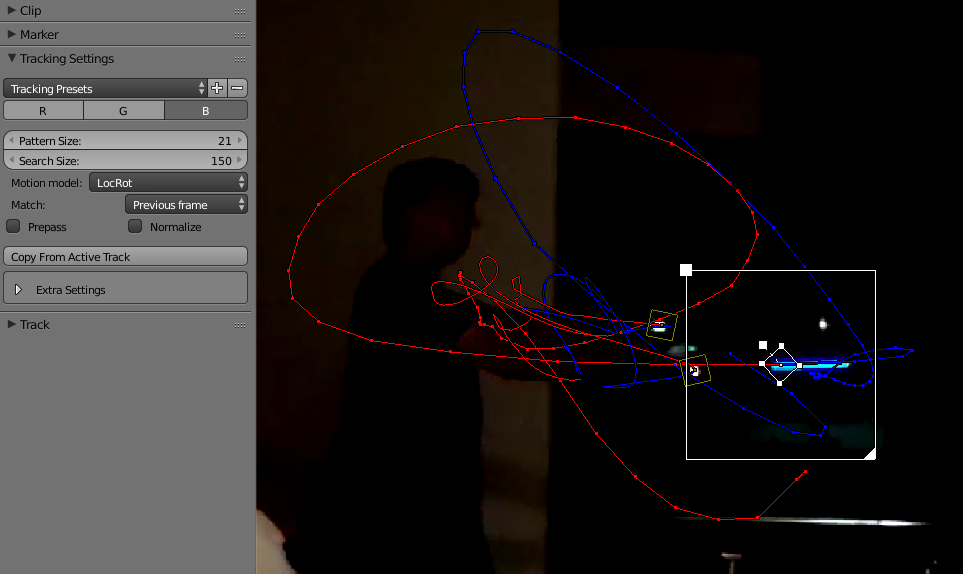 Clip
Marker
Tracking Settings
Tracking Presets
R G B
Pattern Size: 21
Search Size: 150
Motion model: LocRot
Match: Previous frame
Prepass Normalize
Copy From Active Track
Extra Settings
Track